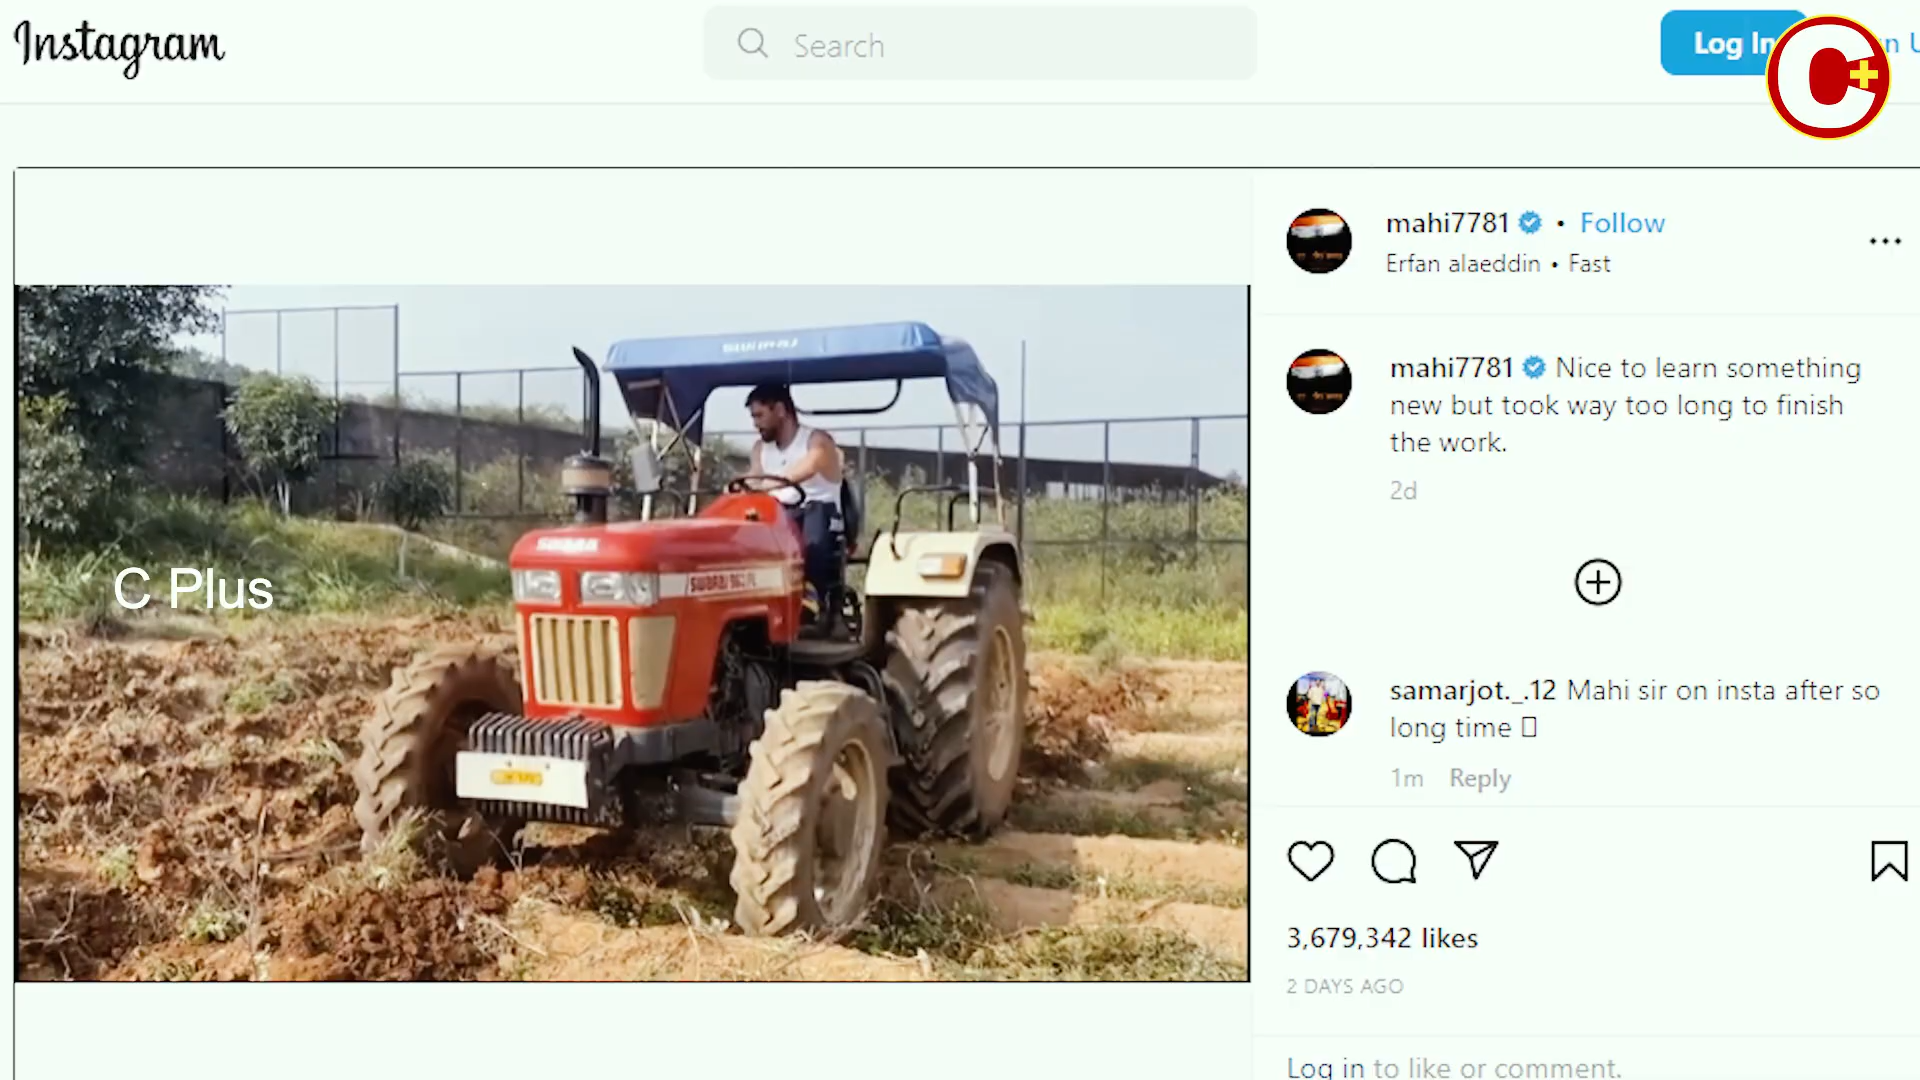 Instagram
Search
Log In
C+
mahi7781 • Follow
Erfan alaeddin • Fast
mahi7781 Nice to learn something
new but took way too long to finish
the work.
2d
C Plus
samarjot._.12 Mahi sir on insta after so
long time
1m Reply
3,679,342 likes
2 DAYS AGO
Log in to like or comment.